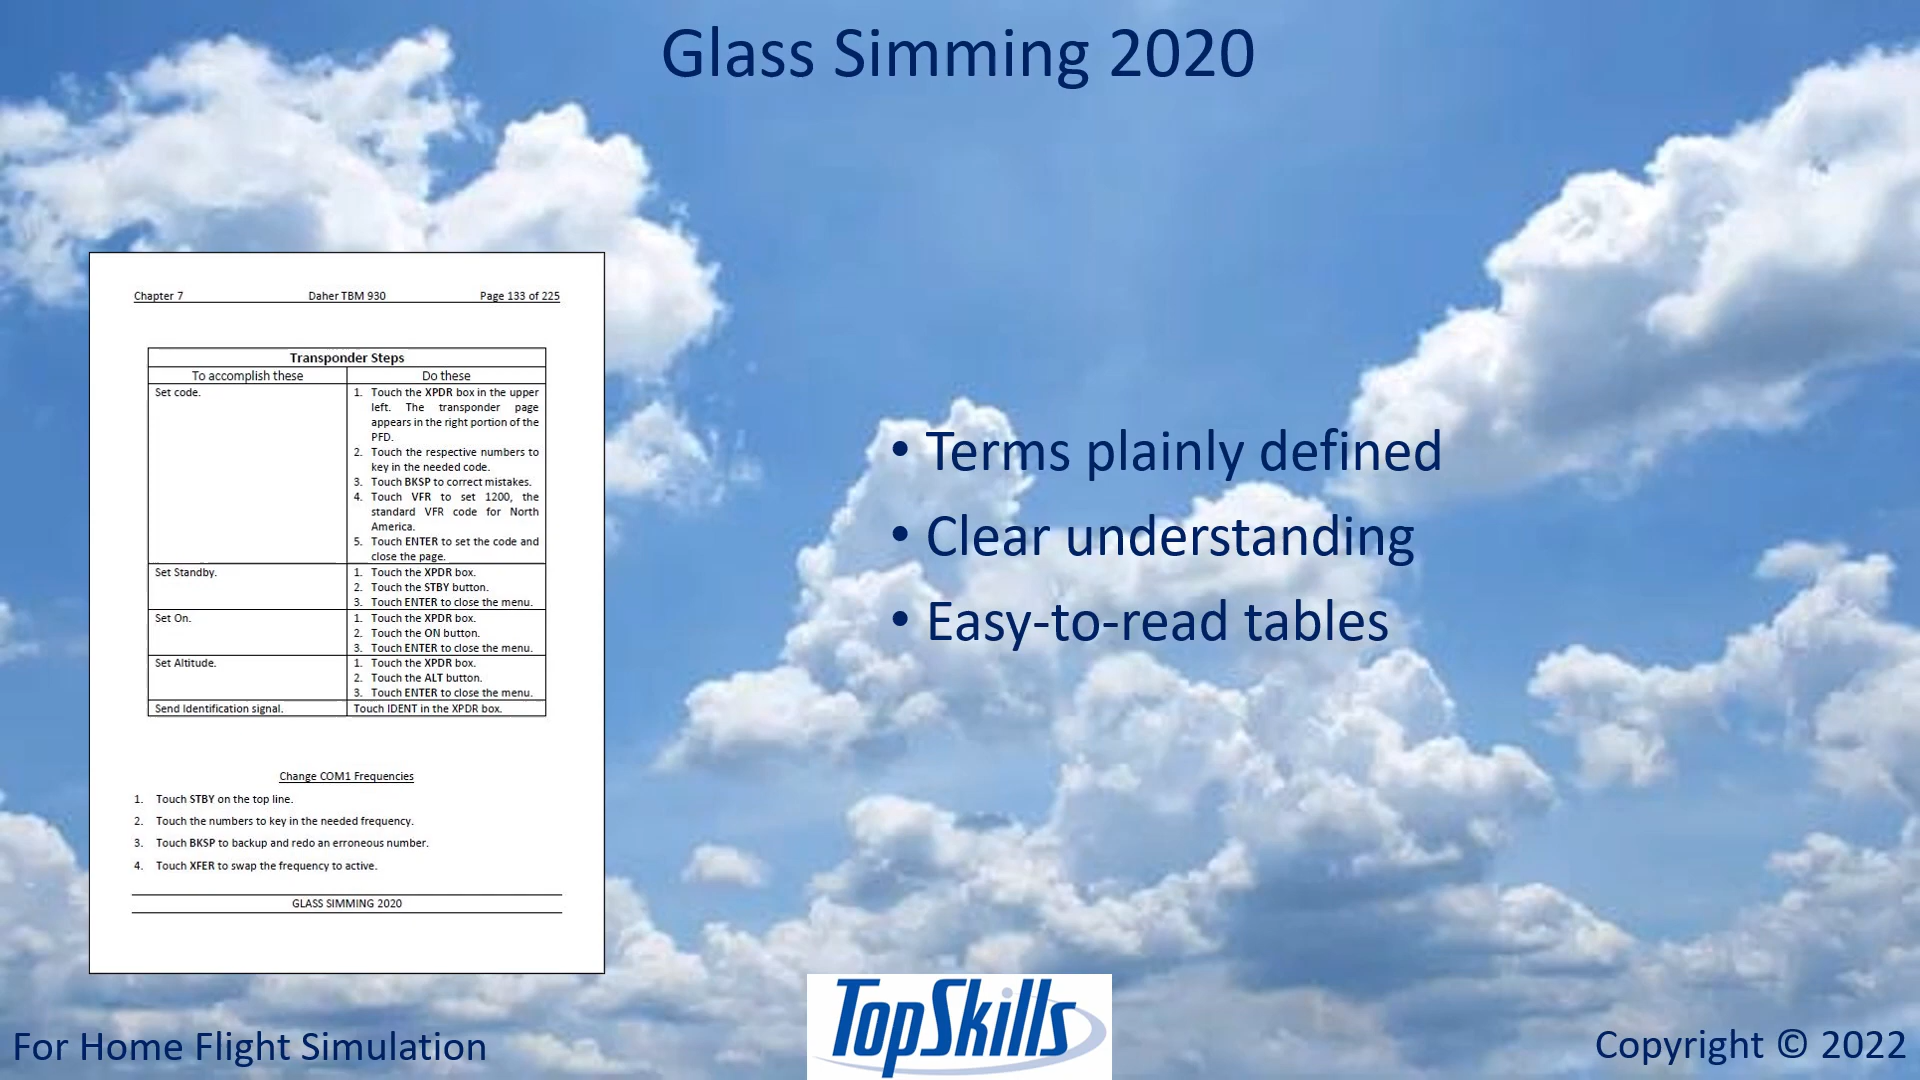 Glass Simming 2020
Chapter 7 Daher TBM 930 Page 133 of 225
Transponder Steps
To accomplish these Do these
Set code. 1. Touch the XPDR box in the upper
left. The transponder page
appears in the right portion of the
PFD.
2. Touch the respective numbers to
key in the needed code.
3. Touch BKSP to correct mistakes.
4. Touch VFR to set 1200, the
standard VFR code for North
America.
5. Touch ENTER to set the code and
close the page.
Set Standby. 1. Touch the XPDR box.
2. Touch the STBY button.
3. Touch ENTER to close the menu.
Set On. 1. Touch the XPDR box.
2. Touch the ON button.
3. Touch ENTER to close the menu.
Set Altitude. 1. Touch the XPDR box.
2. Touch the ALT button.
3. Touch ENTER to close the menu.
Send Identification signal. Touch IDENT in the XPDR box.
Change COM1 Frequencies
1. Touch STBY on the top line.
2. Touch the numbers to key in the needed frequency.
3. Touch BKSP to backup and redo an erroneous number.
4. Touch XFER to swap the frequency to active.
GLASS SIMMING 2020
• Terms plainly defined
• Clear understanding
• Easy-to-read tables
For Home Flight Simulation
TopSkills
Copyright © 2022